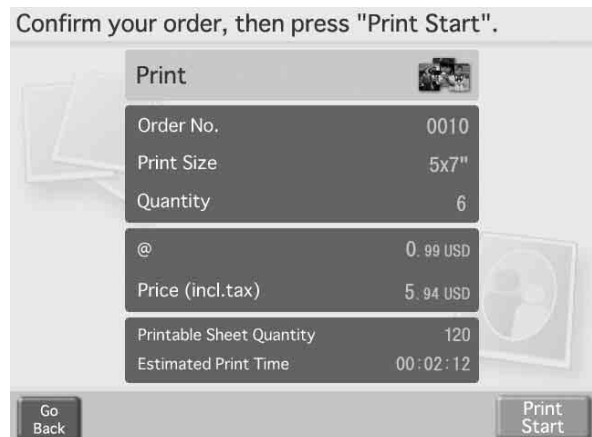 Confirm your order, then press "Print Start".
Print
Order No. 0010
Print Size 5x7"
Quantity 6
@ 0.99 USD
Price (incl.tax) 5.94 USD
Printable Sheet Quantity 120
Estimated Print Time 00:02:12
Go
Back
Print
Start